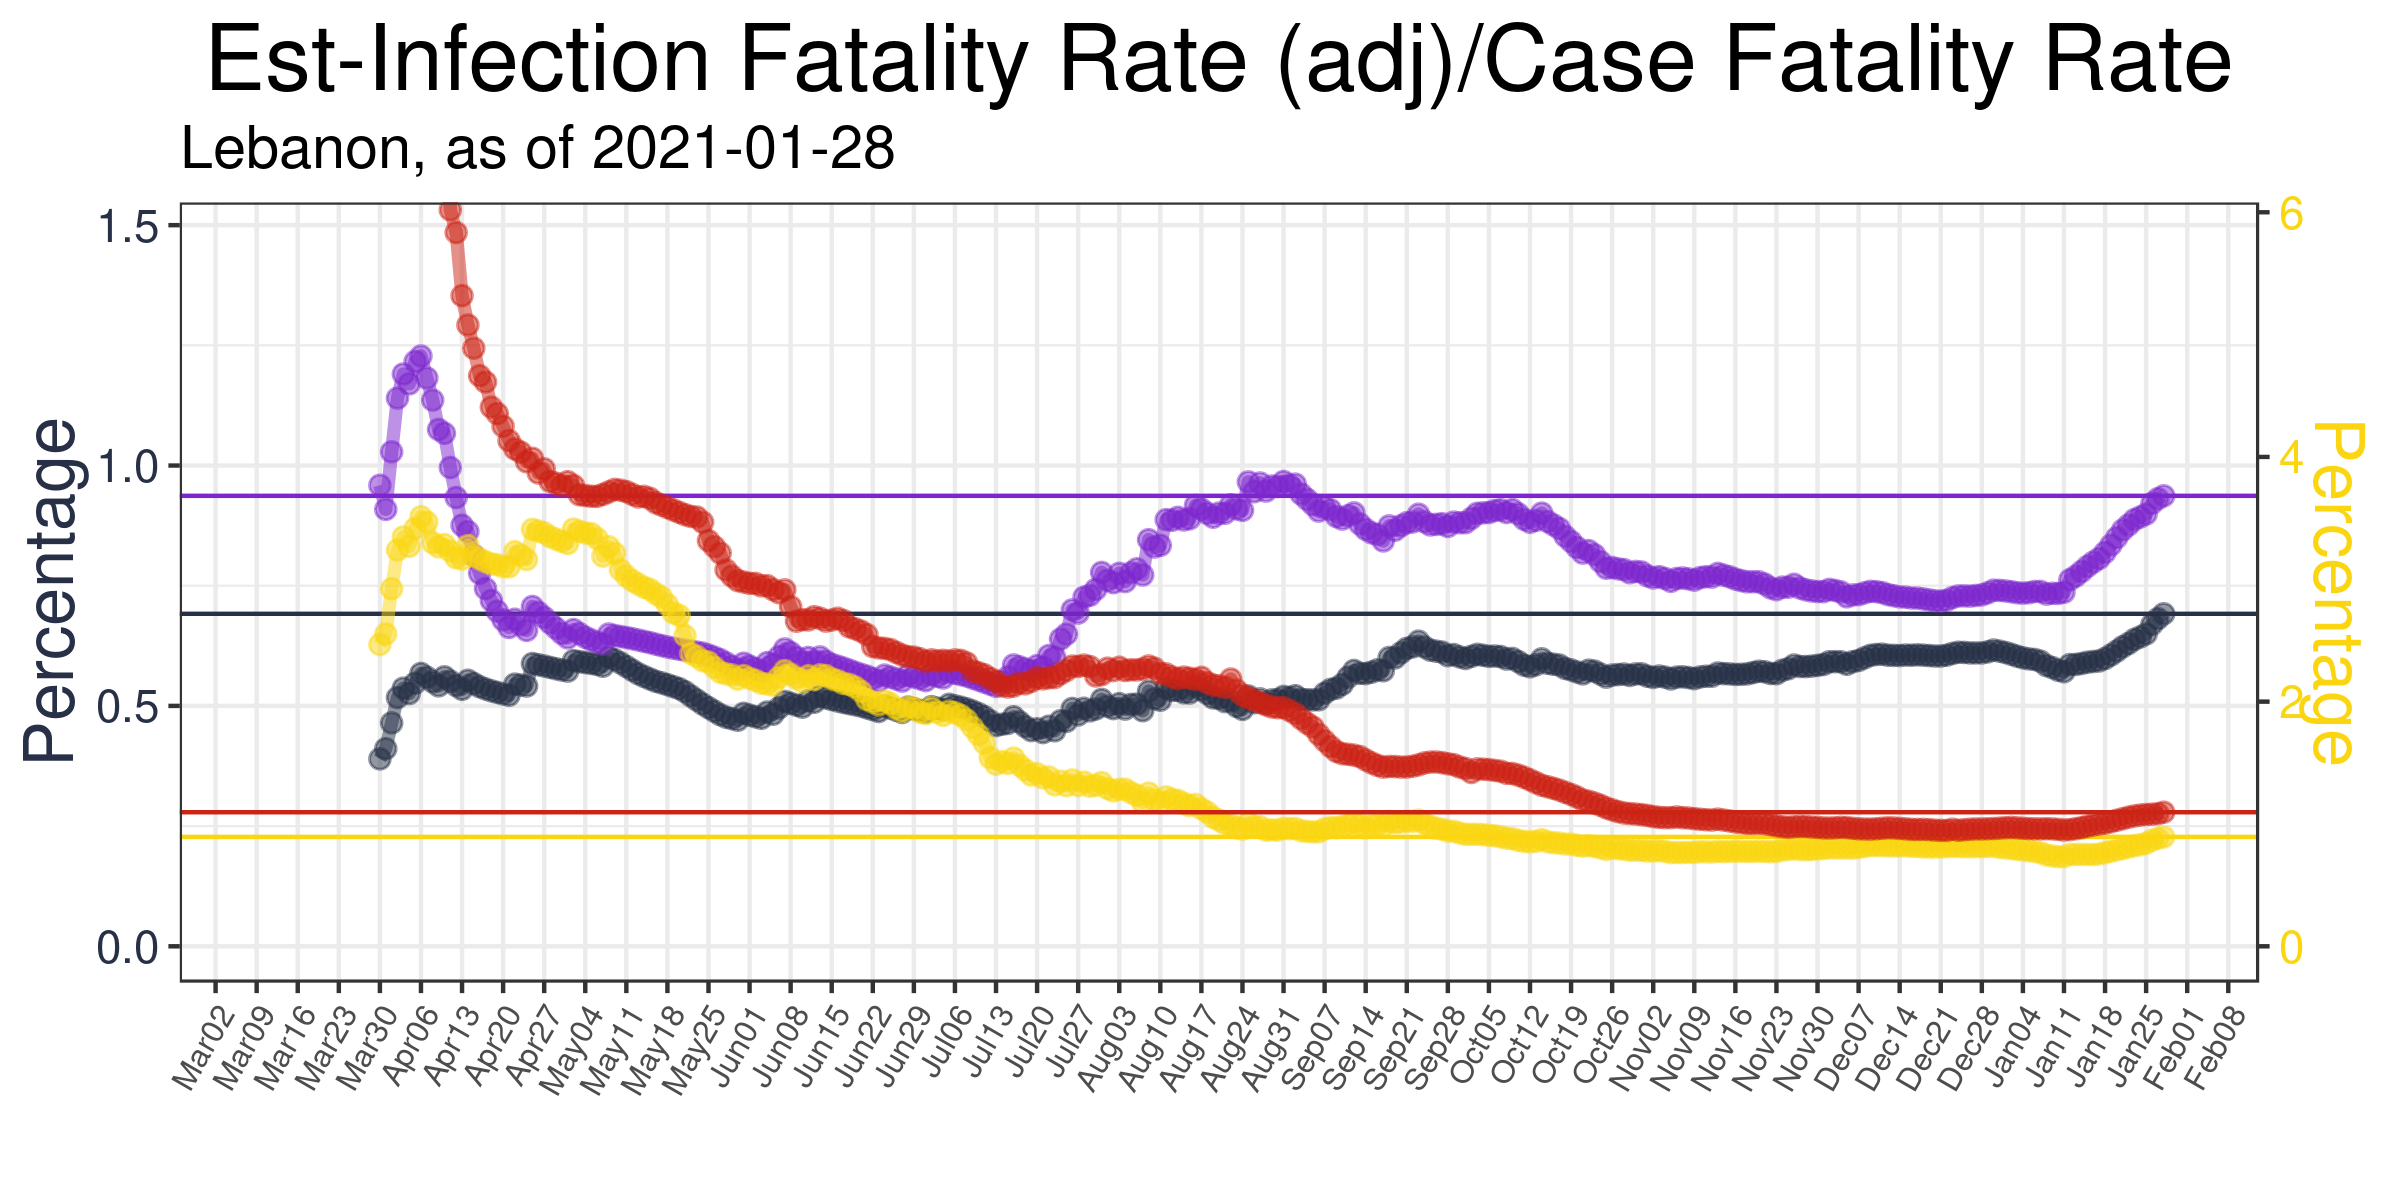 Est-Infection Fatality Rate (adj)/Case Fatality Rate
Lebanon, as of 2021-01-28
Percentage
1.5
1.0
0.5
0.0
6
4
2
0
Percentage
Mar02
Mar09
Mar16
Mar23
Mar30
Apr06
Apr13
Apr20
Apr27
May04
May11
May18
May25
Jun01
Jun08
Jun15
Jun22
Jun29
Jul06
Jul13
Jul20
Jul27
Aug03
Aug10
Aug17
Aug24
Aug31
Sep07
Sep14
Sep21
Sep28
Oct05
Oct12
Oct19
Oct26
Nov02
Nov09
Nov16
Nov23
Nov30
Dec07
Dec14
Dec21
Dec28
Jan04
Jan11
Jan18
Jan25
Feb01
Feb08